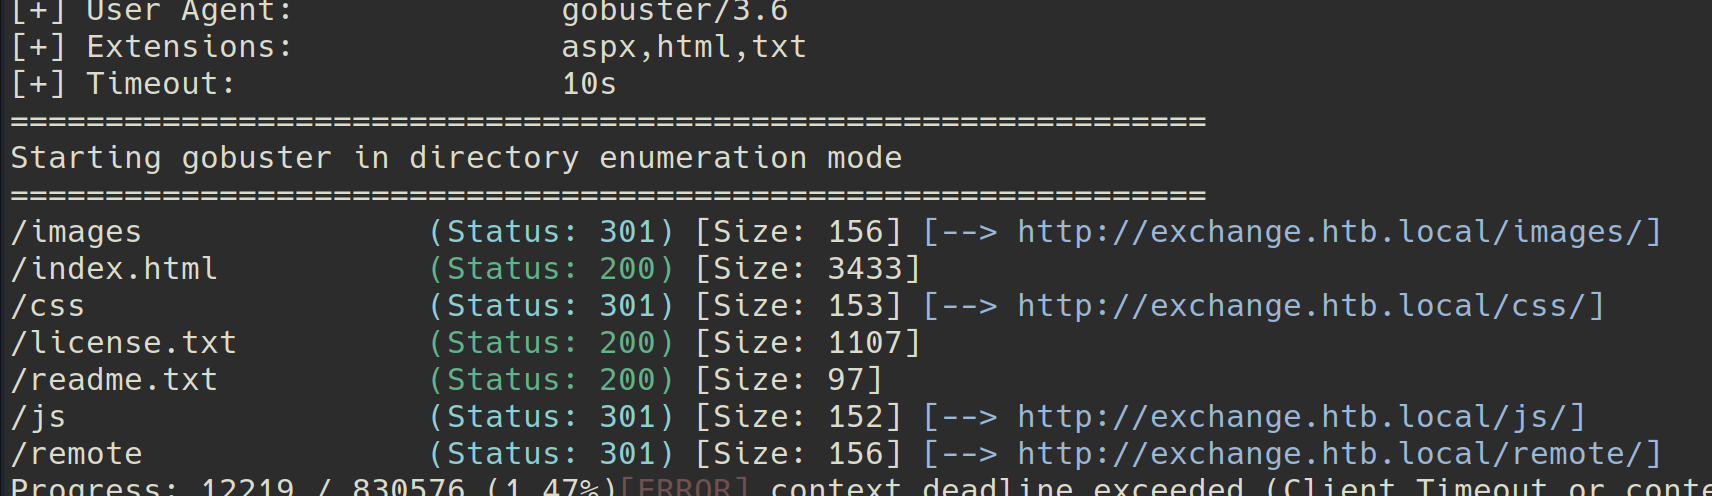 [+] User Agent:              gobuster/3.6
[+] Extensions:              aspx,html,txt
[+] Timeout:                 10s
===============================================================
Starting gobuster in directory enumeration mode
===============================================================
/images               (Status: 301) [Size: 156] [--> http://exchange.htb.local/images/]
/index.html           (Status: 200) [Size: 3433]
/css                  (Status: 301) [Size: 153] [--> http://exchange.htb.local/css/]
/license.txt          (Status: 200) [Size: 1107]
/readme.txt           (Status: 200) [Size: 97]
/js                   (Status: 301) [Size: 152] [--> http://exchange.htb.local/js/]
/remote               (Status: 301) [Size: 156] [--> http://exchange.htb.local/remote/]
Progress: 12219 / 830576 (1.47%)[ERROR] context deadline exceeded (Client.Timeout or conte